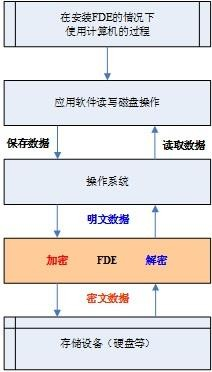 在安装FDE的情况下
使用计算机的过程
应用软件读写磁盘操作
保存数据 读取数据
操作系统
明文数据
加密 FDE 解密
密文数据
存储设备（硬盘等）